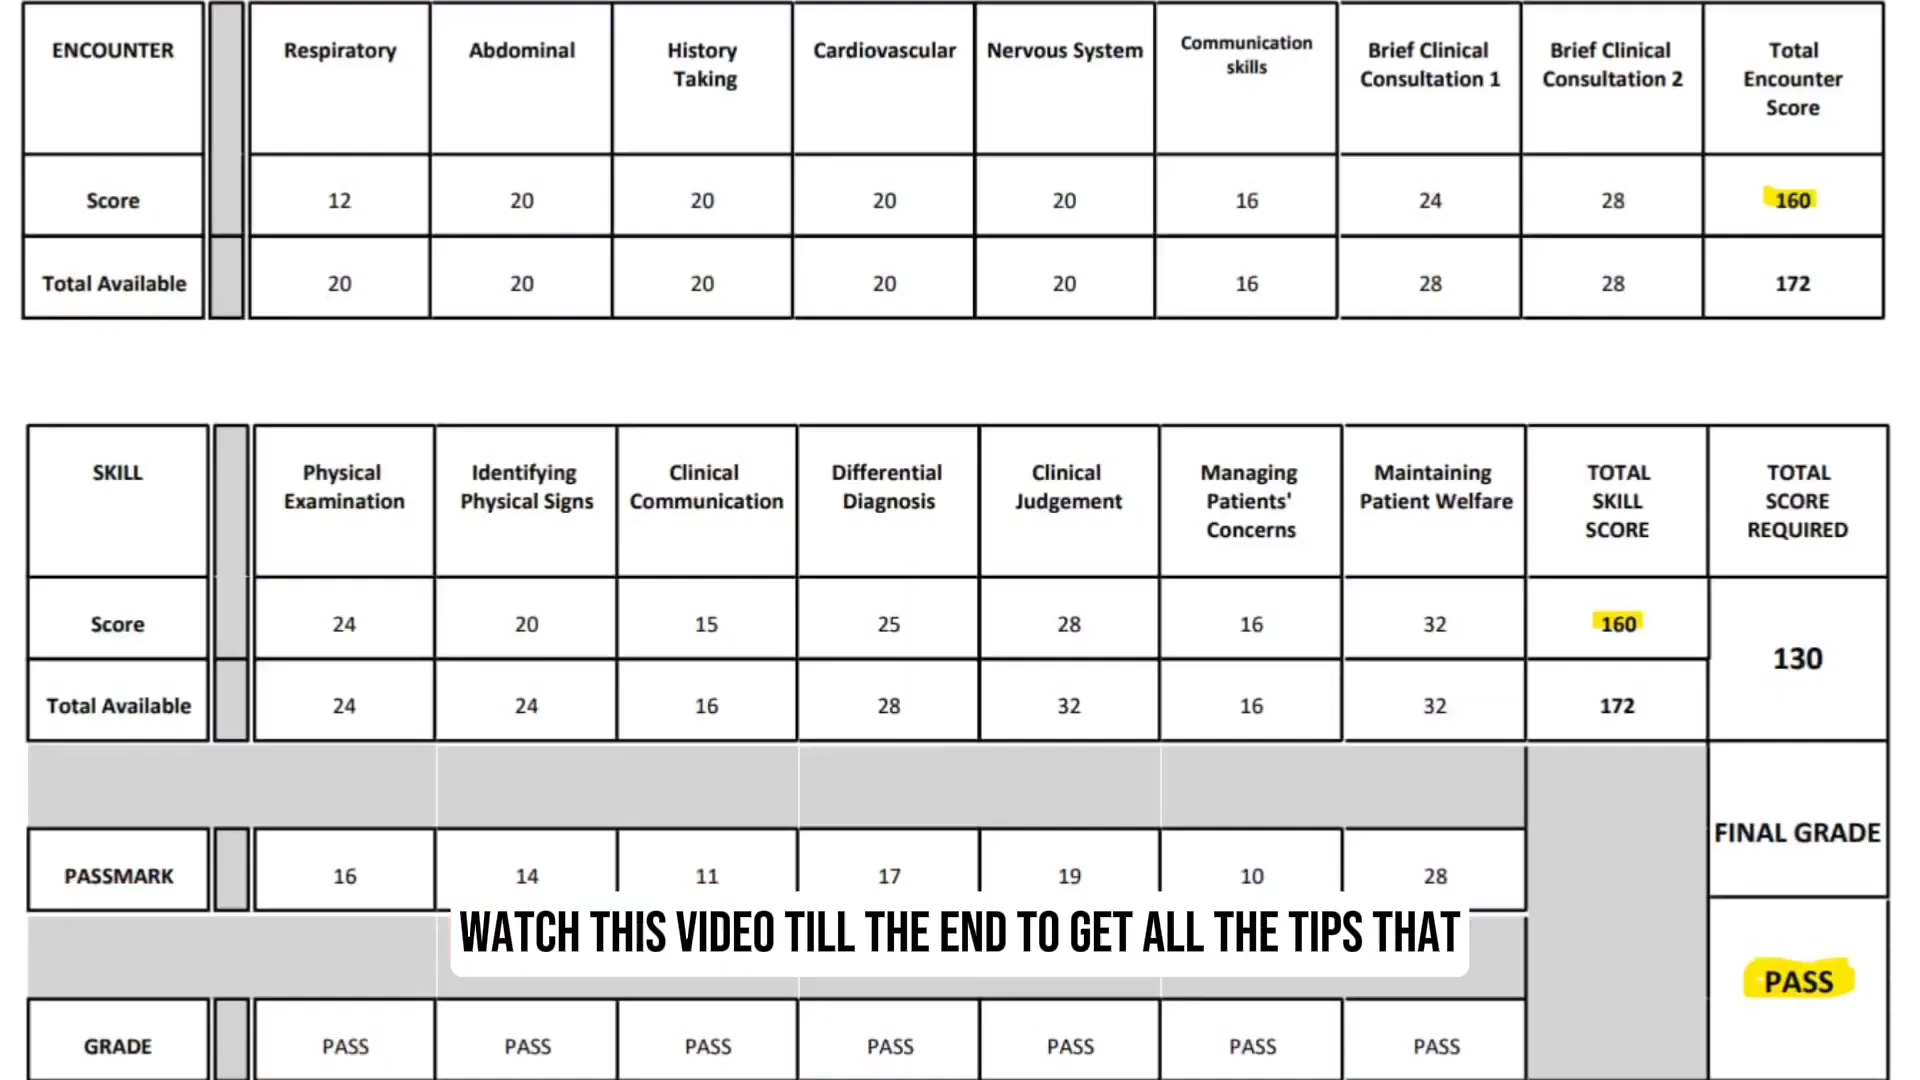 ENCOUNTER Respiratory Abdominal History Taking Cardiovascular Nervous System Communication skills Brief Clinical Consultation 1 Brief Clinical Consultation 2 Total Encounter Score
Score 12 20 20 20 20 16 24 28 160
Total Available 20 20 20 20 20 16 28 28 172
SKILL Physical Examination Identifying Physical Signs Clinical Communication Differential Diagnosis Clinical Judgement Managing Patients' Concerns Maintaining Patient Welfare TOTAL SKILL SCORE TOTAL SCORE REQUIRED
Score 24 20 15 25 28 16 32 160 130
Total Available 24 24 16 28 32 16 32 172
FINAL GRADE
PASSMARK 16 14 11 17 19 10 28
WATCH THIS VIDEO TILL THE END TO GET ALL THE TIPS THAT
PASS
GRADE PASS PASS PASS PASS PASS PASS PASS